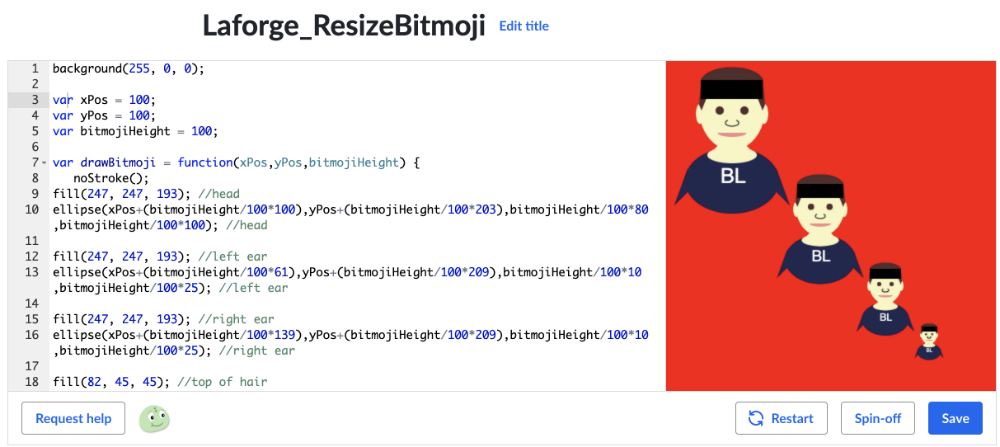 Laforge_ResizeBitmoji Edit title
1 background(255, 0, 0);
2
3 var xPos = 100;
4 var yPos = 100;
5 var bitmojiHeight = 100;
6
7 var drawBitmoji = function(xPos,yPos,bitmojiHeight) {
8 noStroke();
9 fill(247, 247, 193); //head
10 ellipse(xPos+(bitmojiHeight/100*100),yPos+(bitmojiHeight/100*203),bitmojiHeight/100*80
,bitmojiHeight/100*100); //head
11
12 fill(247, 247, 193); //left ear
13 ellipse(xPos+(bitmojiHeight/100*61),yPos+(bitmojiHeight/100*209),bitmojiHeight/100*10
,bitmojiHeight/100*25); //left ear
14
15 fill(247, 247, 193); //right ear
16 ellipse(xPos+(bitmojiHeight/100*139),yPos+(bitmojiHeight/100*209),bitmojiHeight/100*10
,bitmojiHeight/100*25); //right ear
17
18 fill(82, 45, 45); //top of hair
BL
BL
BL
BL
Request help
Restart
Spin-off
Save